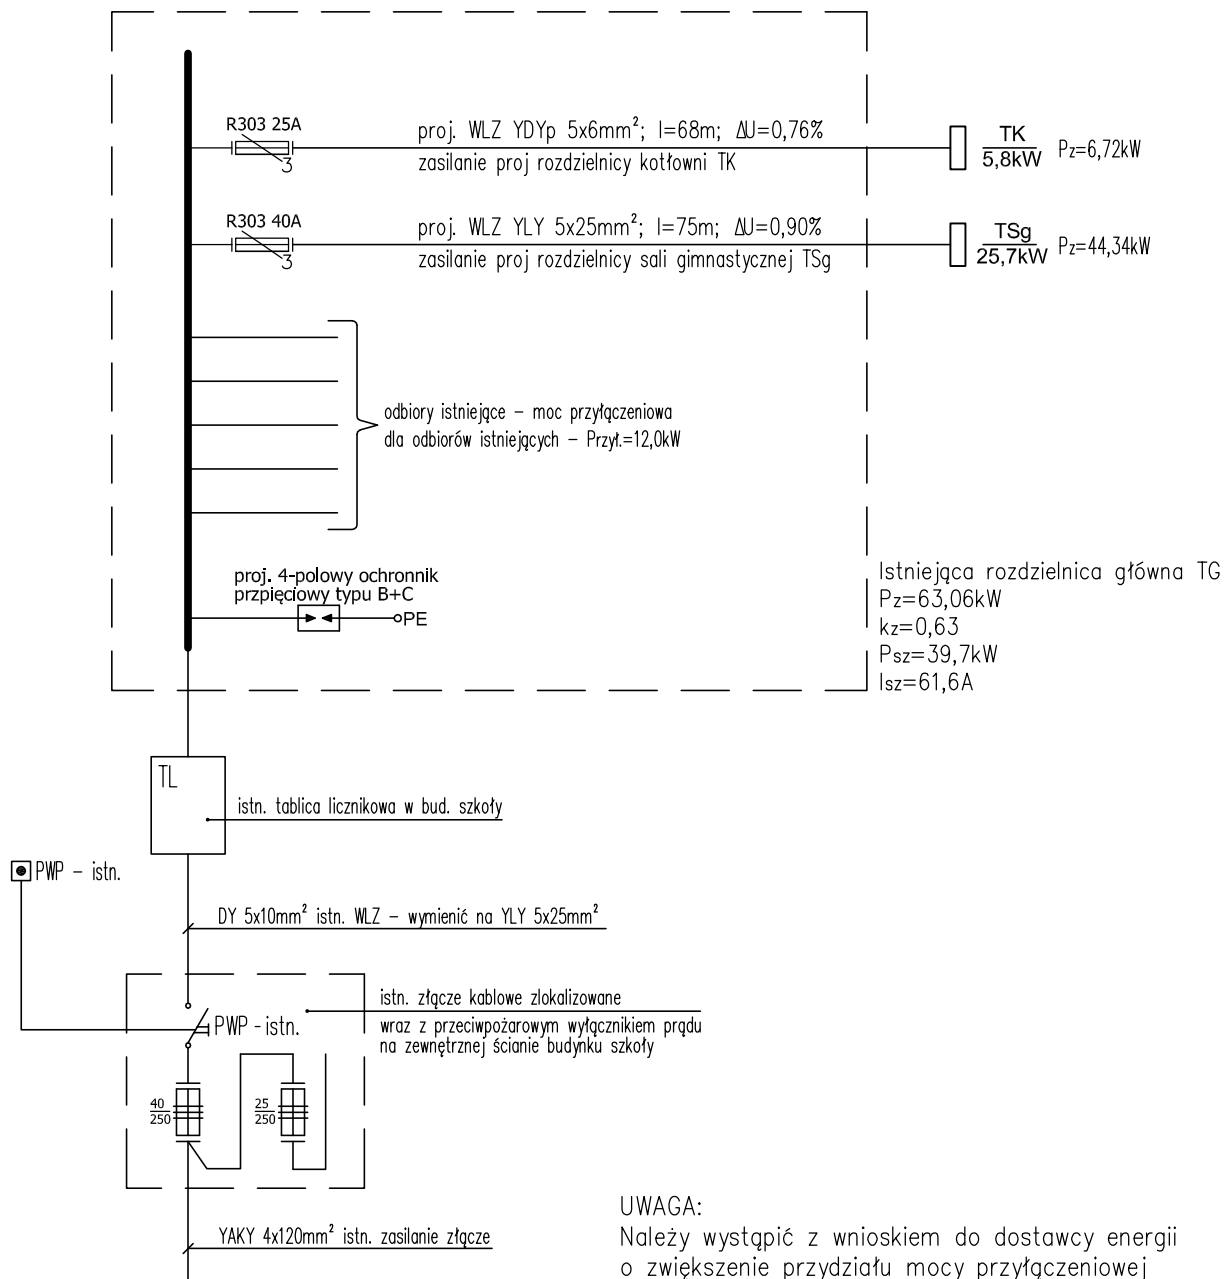 R303 25A
3
proj. WLZ YDYp 5x6mm²; l=68m; ΔU=0,76%
zasilanie proj rozdzielnicy kotłowni TK
TK
5,8kW
Pz=6,72kW
R303 40A
3
proj. WLZ YLY 5x25mm²; l=75m; ΔU=0,90%
zasilanie proj rozdzielnicy sali gimnastycznej TSg
TSg
25,7kW
Pz=44,34kW
odbiory istniejące – moc przyłączeniowa
dla odbiorów istniejących – Przył.=12,0kW
proj. 4-polowy ochronnik
przpięciowy typu B+C
PE
Istniejąca rozdzielnica główna TG
Pz=63,06kW
kz=0,63
Psz=39,7kW
Isz=61,6A
TL
istn. tablica licznikowa w bud. szkoły
PWP – istn.
DY 5x10mm² istn. WLZ – wymienić na YLY 5x25mm²
istn. złącze kablowe zlokalizowane
wraz z przeciwpożarowym wyłącznikiem prądu
na zewnętrznej ścianie budynku szkoły
PWP - istn.
40
250
25
250
YAKY 4x120mm² istn. zasilanie złącze
UWAGA:
Należy wystąpić z wnioskiem do dostawcy energii
o zwiększenie przydziału mocy przyłączeniowej